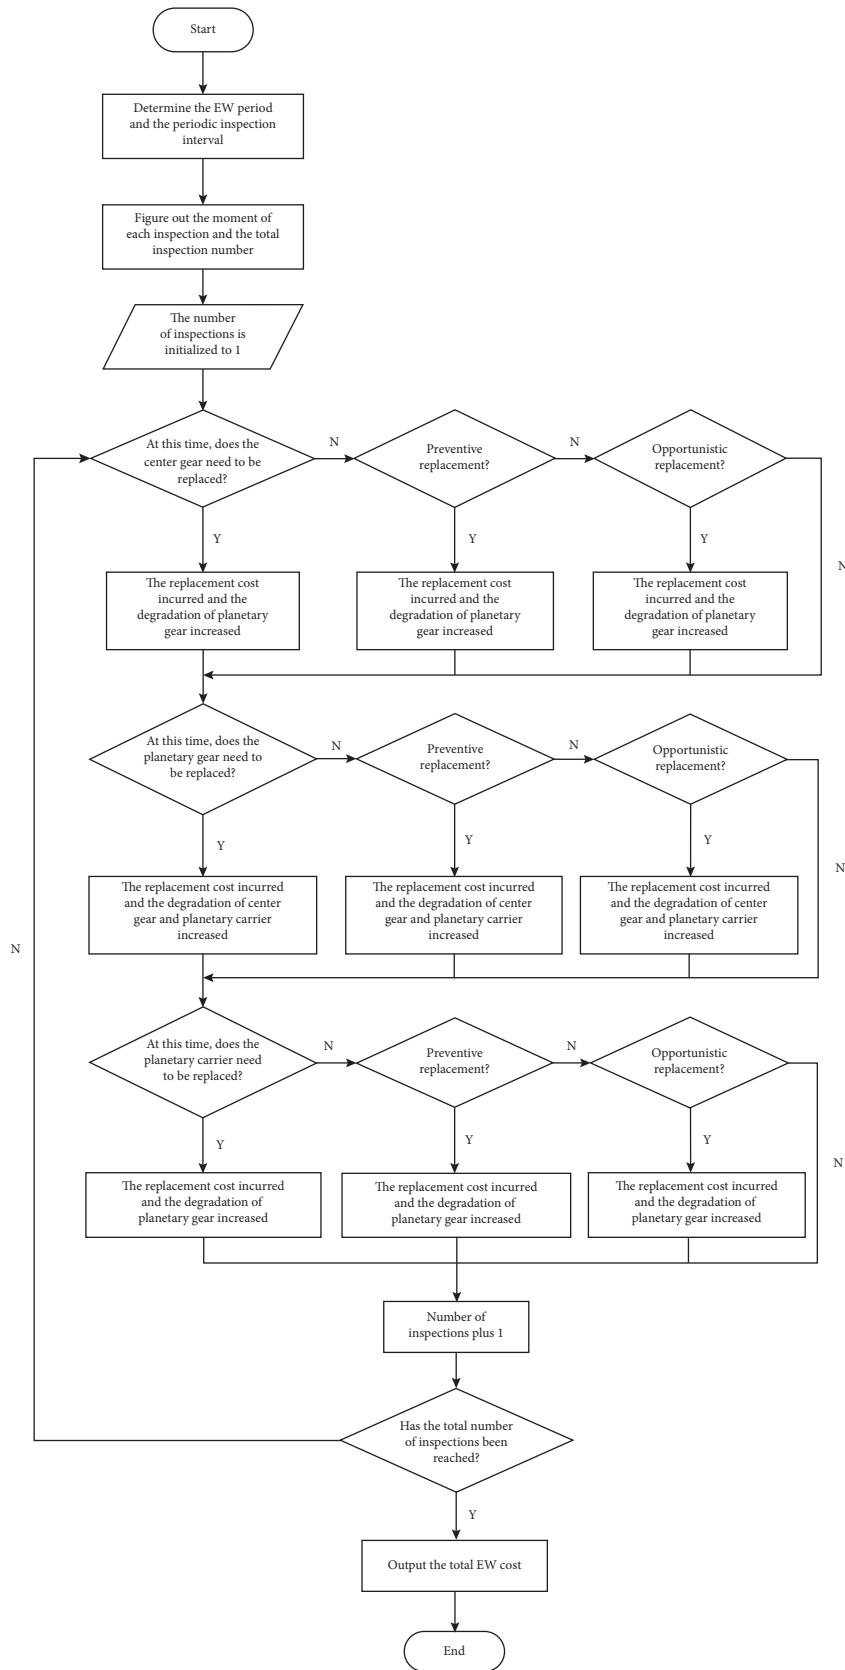 Start
Determine the EW period
and the periodic inspection
interval
Figure out the moment of
each inspection and the total
inspection number
The number
of inspections is
initialized to 1
At this time, does the
center gear need to be
replaced?
N
Preventive
replacement?
N
Opportunistic
replacement?
Y
Y
Y
N
The replacement cost
incurred and the
degradation of planetary
gear increased
The replacement cost
incurred and the
degradation of planetary
gear increased
The replacement cost
incurred and the
degradation of planetary
gear increased
At this time, does the
planetary gear need to
be replaced?
N
Preventive
replacement?
N
Opportunistic
replacement?
Y
Y
Y
N
The replacement cost incurred
and the degradation of center
gear and planetary carrier
increased
The replacement cost incurred
and the degradation of center
gear and planetary carrier
increased
The replacement cost incurred
and the degradation of center
gear and planetary carrier
increased
N
At this time, does the
planetary carrier need
to be replaced?
N
Preventive
replacement?
N
Opportunistic
replacement?
Y
Y
Y
N
The replacement cost incurred
and the degradation of
planetary gear increased
The replacement cost incurred
and the degradation of
planetary gear increased
The replacement cost incurred
and the degradation of
planetary gear increased
Number of
inspections plus 1
Has the total number
of inspections been
reached?
Y
Output the total EW cost
End